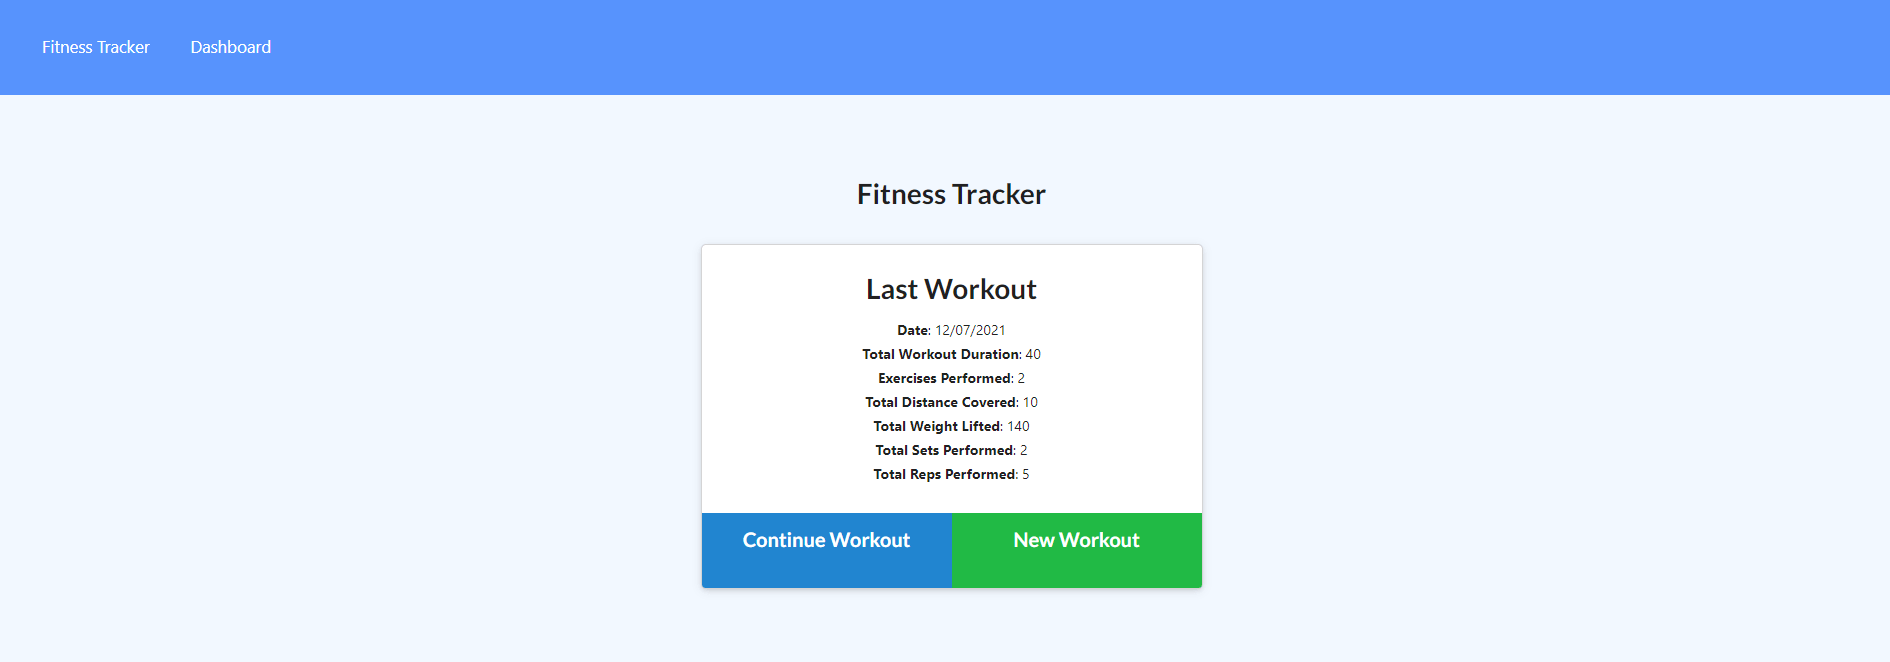 Fitness Tracker Dashboard
Fitness Tracker
Last Workout
Date: 12/07/2021
Total Workout Duration: 40
Exercises Performed: 2
Total Distance Covered: 10
Total Weight Lifted: 140
Total Sets Performed: 2
Total Reps Performed: 5
Continue Workout New Workout